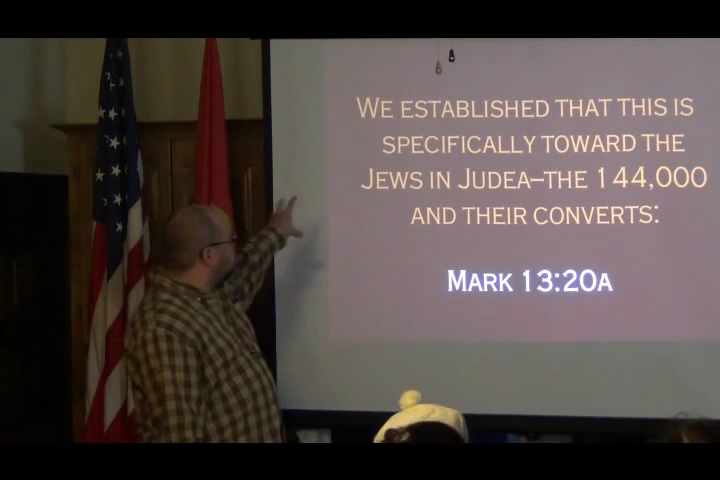 We established that this is
specifically toward the
Jews in Judea–the 144,000
and their converts:
Mark 13:20a